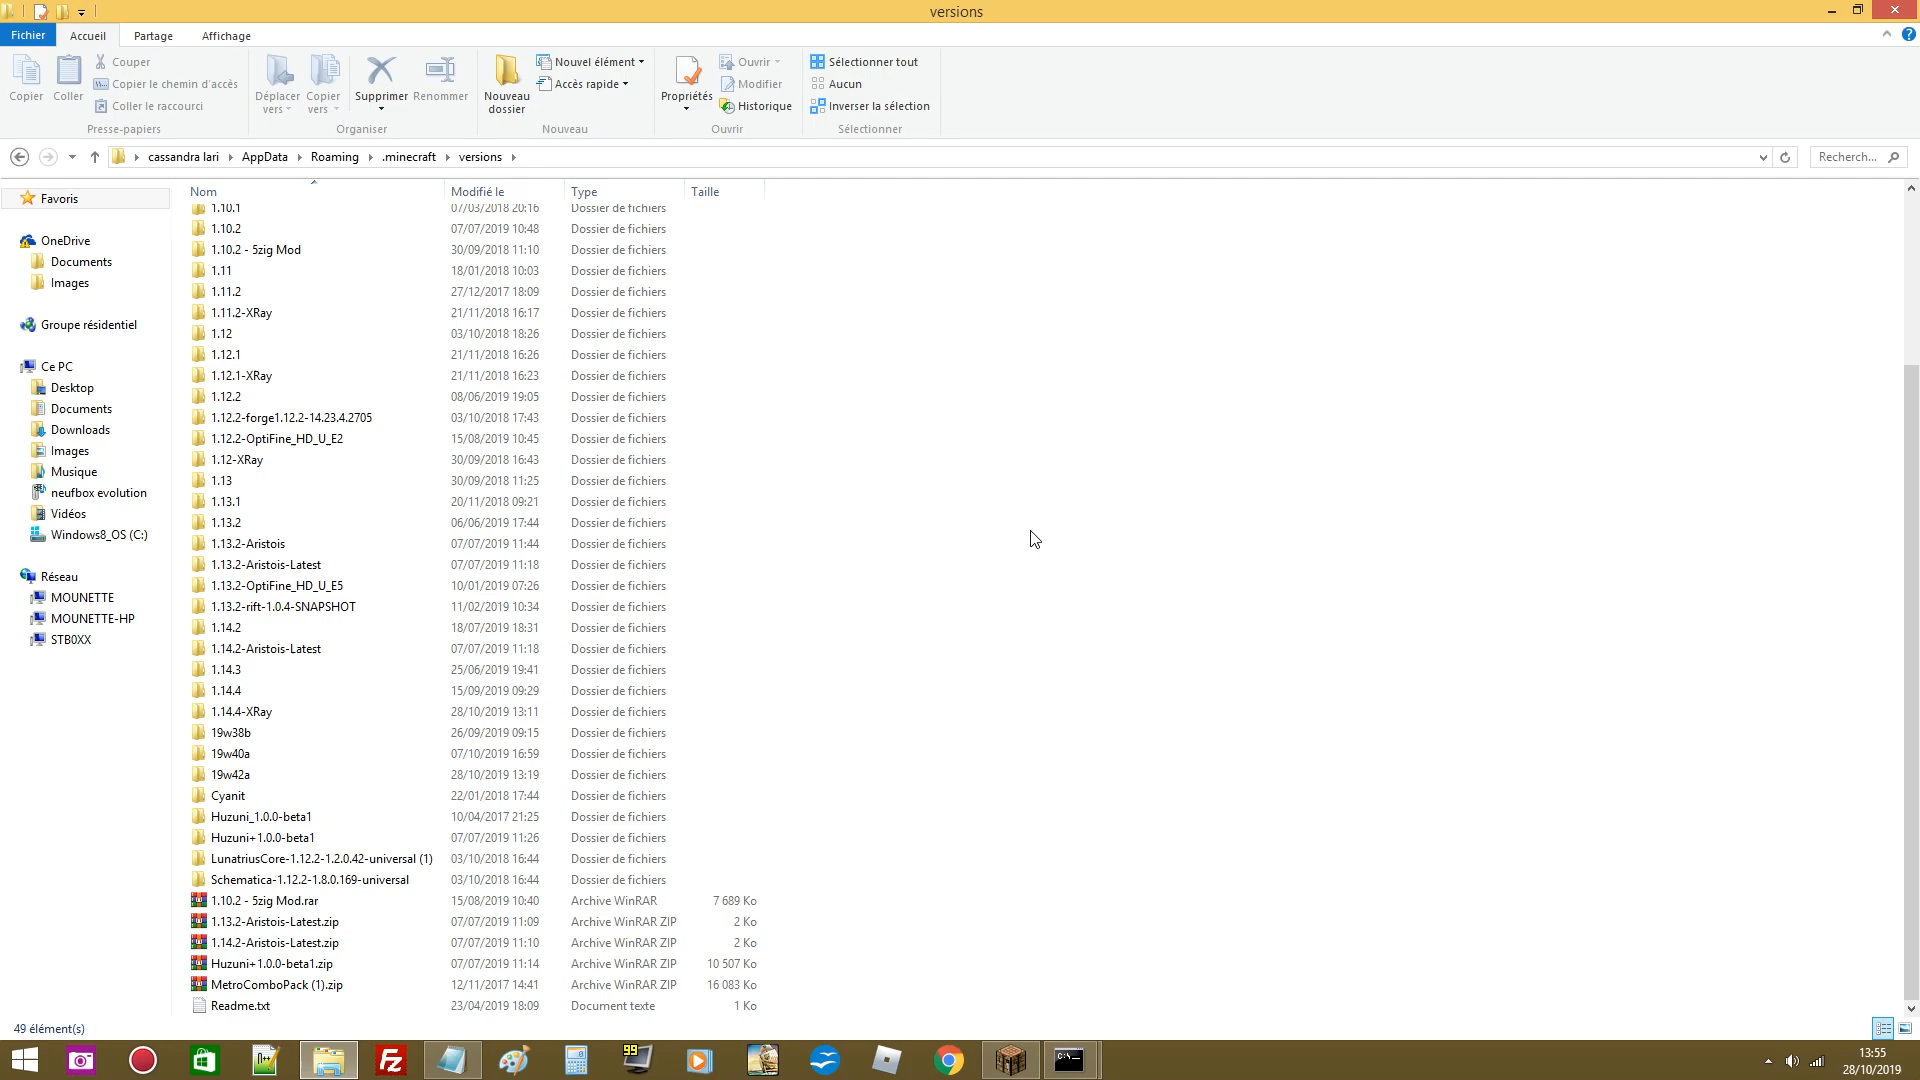 versions
Fichier Accueil Partage Affichage
Copier Coller Couper Copier le chemin d'accès Coller le raccourci
Presse-papiers
Déplacer vers Copier vers Supprimer Renommer
Organiser
Nouveau dossier Nouvel élément Accès rapide
Nouveau
Propriétés Ouvrir Modifier Historique
Ouvrir
Sélectionner tout Aucun Inverser la sélection
Sélectionner
cassandra lari AppData Roaming .minecraft versions Recherch...
Favoris
OneDrive
Documents
Images
Groupe résidentiel
Ce PC
Desktop
Documents
Downloads
Images
Musique
neufbox evolution
Vidéos
Windows8_OS (C:)
Réseau
MOUNETTE
MOUNETTE-HP
STB0XX
Nom Modifié le Type Taille
1.10.1 07/03/2018 20:16 Dossier de fichiers
1.10.2 07/07/2019 10:48 Dossier de fichiers
1.10.2 - 5zig Mod 30/09/2018 11:10 Dossier de fichiers
1.11 18/01/2018 10:03 Dossier de fichiers
1.11.2 27/12/2017 18:09 Dossier de fichiers
1.11.2-XRay 21/11/2018 16:17 Dossier de fichiers
1.12 03/10/2018 18:26 Dossier de fichiers
1.12.1 21/11/2018 16:26 Dossier de fichiers
1.12.1-XRay 21/11/2018 16:23 Dossier de fichiers
1.12.2 08/06/2019 19:05 Dossier de fichiers
1.12.2-forge1.12.2-14.23.4.2705 03/10/2018 17:43 Dossier de fichiers
1.12.2-OptiFine_HD_U_E2 15/08/2019 10:45 Dossier de fichiers
1.12-XRay 30/09/2018 16:43 Dossier de fichiers
1.13 30/09/2018 11:25 Dossier de fichiers
1.13.1 20/11/2018 09:21 Dossier de fichiers
1.13.2 06/06/2019 17:44 Dossier de fichiers
1.13.2-Aristois 07/07/2019 11:44 Dossier de fichiers
1.13.2-Aristois-Latest 07/07/2019 11:18 Dossier de fichiers
1.13.2-OptiFine_HD_U_E5 10/01/2019 07:26 Dossier de fichiers
1.13.2-rift-1.0.4-SNAPSHOT 11/02/2019 10:34 Dossier de fichiers
1.14.2 18/07/2019 18:31 Dossier de fichiers
1.14.2-Aristois-Latest 07/07/2019 11:18 Dossier de fichiers
1.14.3 25/06/2019 19:41 Dossier de fichiers
1.14.4 15/09/2019 09:29 Dossier de fichiers
1.14.4-XRay 28/10/2019 13:11 Dossier de fichiers
19w38b 26/09/2019 09:15 Dossier de fichiers
19w40a 07/10/2019 16:59 Dossier de fichiers
19w42a 28/10/2019 13:19 Dossier de fichiers
Cyanit 22/01/2018 17:44 Dossier de fichiers
Huzuni_1.0.0-beta1 10/04/2017 21:25 Dossier de fichiers
Huzuni+1.0.0-beta1 07/07/2019 11:26 Dossier de fichiers
LunatriusCore-1.12.2-1.2.0.42-universal (1) 03/10/2018 16:44 Dossier de fichiers
Schematica-1.12.2-1.8.0.169-universal 03/10/2018 16:44 Dossier de fichiers
1.10.2 - 5zig Mod.rar 15/08/2019 10:40 Archive WinRAR 7 689 Ko
1.13.2-Aristois-Latest.zip 07/07/2019 11:09 Archive WinRAR ZIP 2 Ko
1.14.2-Aristois-Latest.zip 07/07/2019 11:10 Archive WinRAR ZIP 2 Ko
Huzuni+1.0.0-beta1.zip 07/07/2019 11:14 Archive WinRAR ZIP 10 507 Ko
MetroComboPack (1).zip 12/11/2017 14:41 Archive WinRAR ZIP 16 083 Ko
Readme.txt 23/04/2019 18:09 Document texte 1 Ko
49 élément(s)
99
13:55
28/10/2019